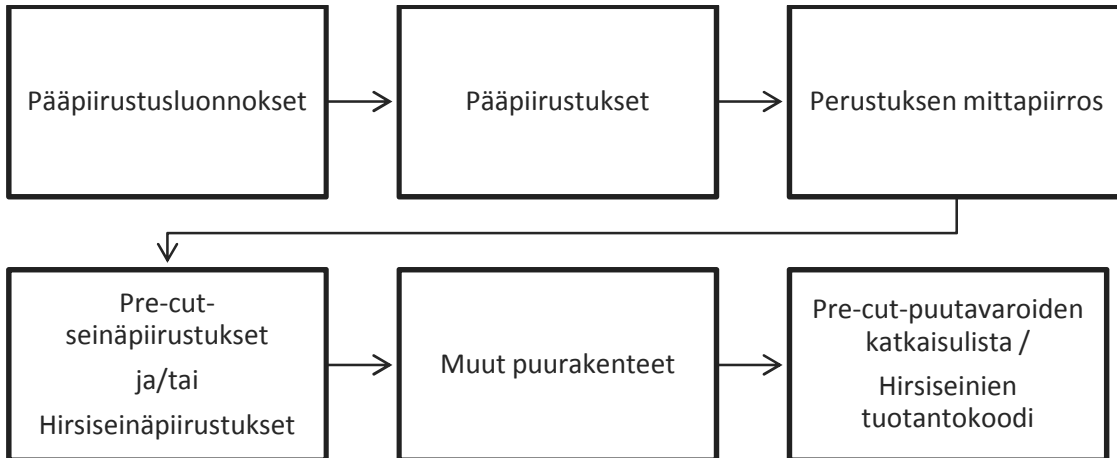 Pääpiirustusluonnokset
Pääpiirustukset
Perustuksen mittapiirros
Pre-cut-
seinäpiirustukset
ja/tai
Hirsiseinäpiirustukset
Muut puurakenteet
Pre-cut-puutavaroiden
katkaisulista /
Hirsiseinien
tuotantokoodi